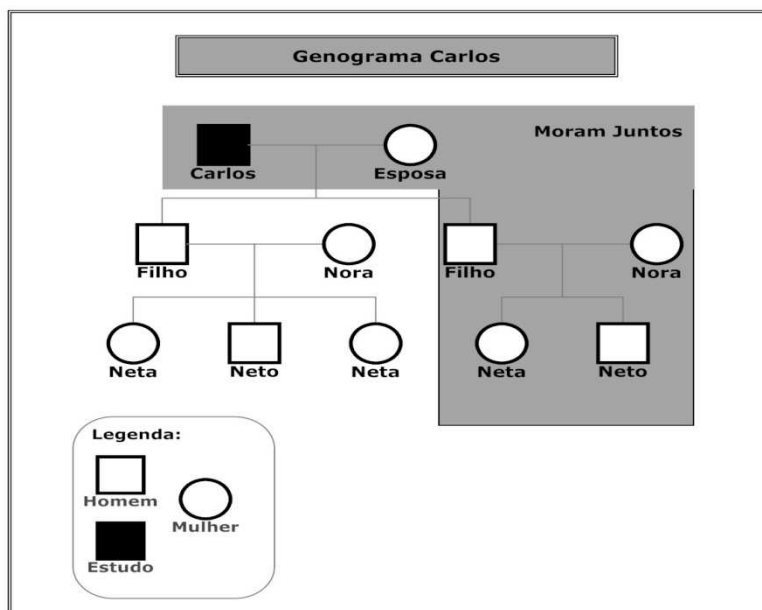 Genograma Carlos
Moram Juntos
Carlos Esposa
Filho Nora Filho Nora
Neta Neto Neta Neta Neto
Legenda:
Homem
Mulher
Estudo